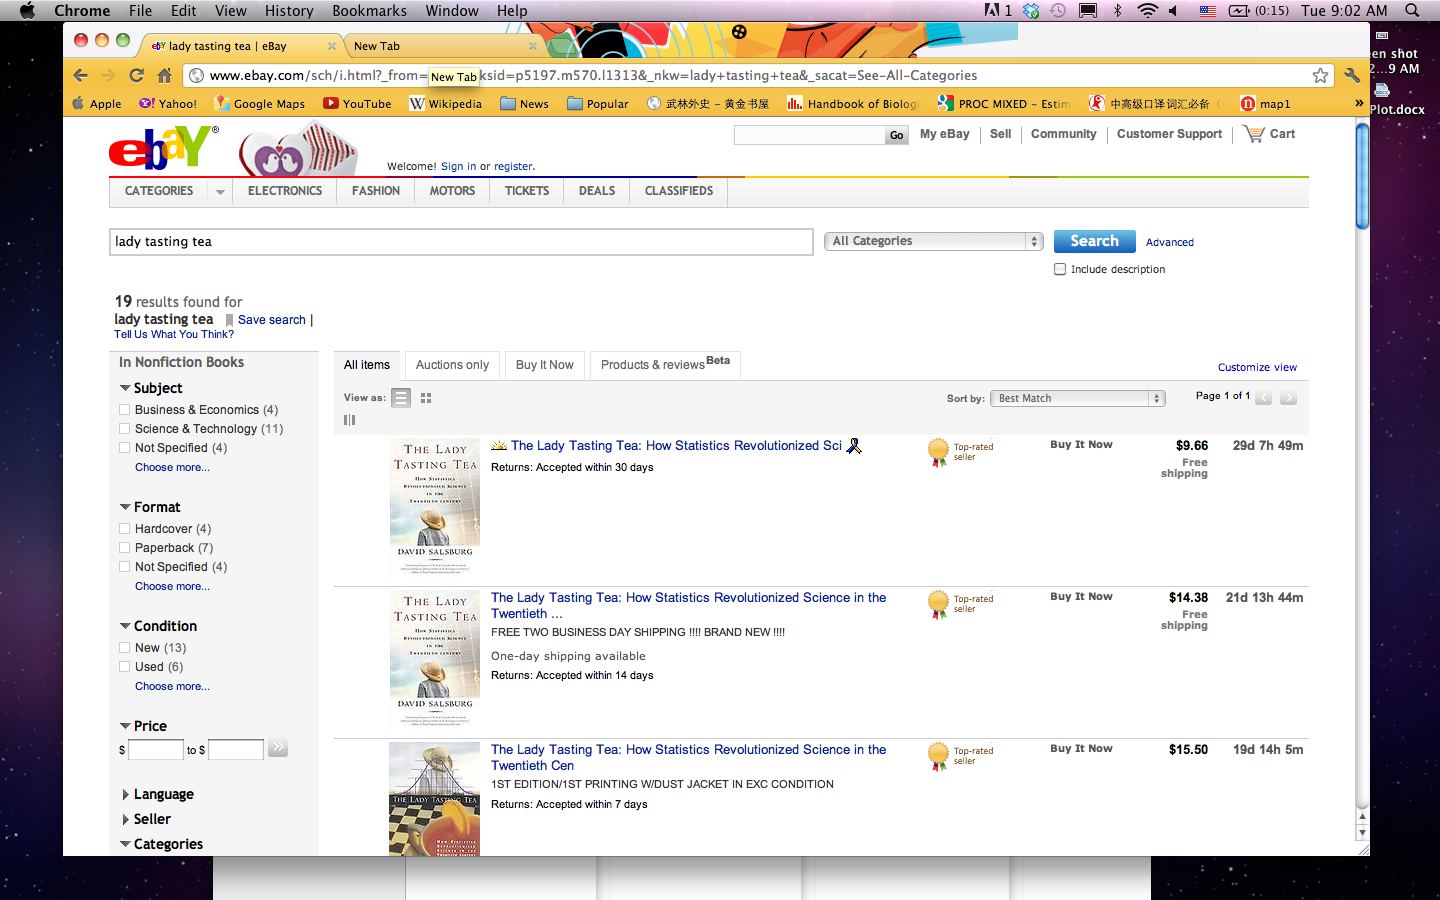 Chrome File Edit View History Bookmarks Window Help 1 (0:15) Tue 9:02 AM
lady tasting tea | eBay New Tab
een shot
2...9 AM
www.ebay.com/sch/i.html?_from= New Tab ksid=p5197.m570.l1313&_nkw=lady+tasting+tea&_sacat=See-All-Categories
Apple Yahoo! Google Maps YouTube Wikipedia News Popular 武林外史 - 黄金书屋 Handbook of Biologi PROC MIXED - Estim 中高级口译词汇必备 ( map1 »
Plot.docx
ebay®
Go My eBay Sell Community Customer Support Cart
Welcome! Sign in or register.
CATEGORIES ELECTRONICS FASHION MOTORS TICKETS DEALS CLASSIFIEDS
lady tasting tea All Categories Search Advanced
Include description
19 results found for
lady tasting tea Save search |
Tell Us What You Think?
In Nonfiction Books
Subject
Business & Economics (4)
Science & Technology (11)
Not Specified (4)
Choose more...
Format
Hardcover (4)
Paperback (7)
Not Specified (4)
Choose more...
Condition
New (13)
Used (6)
Choose more...
Price
$ to $
Language
Seller
Categories
All items Auctions only Buy It Now Products & reviews Beta
Customize view
View as: Sort by: Best Match Page 1 of 1
THE LADY
TASTING TEA
HOW STATISTICS
REVOLUTIONIZED SCIENCE
IN THE
TWENTIETH CENTURY
DAVID SALSBURG
The Lady Tasting Tea: How Statistics Revolutionized Sci
Returns: Accepted within 30 days
Top-rated
seller
Buy It Now
$9.66
Free
shipping
29d 7h 49m
THE LADY
TASTING TEA
HOW STATISTICS
REVOLUTIONIZED SCIENCE
IN THE
TWENTIETH CENTURY
DAVID SALSBURG
The Lady Tasting Tea: How Statistics Revolutionized Science in the
Twentieth ...
FREE TWO BUSINESS DAY SHIPPING !!!! BRAND NEW !!!!
One-day shipping available
Returns: Accepted within 14 days
Top-rated
seller
Buy It Now
$14.38
Free
shipping
21d 13h 44m
THE LADY TASTING TEA
HOW STATISTICS
REVOLUTIONIZED
SCIENCE IN THE
The Lady Tasting Tea: How Statistics Revolutionized Science in the
Twentieth Cen
1ST EDITION/1ST PRINTING W/DUST JACKET IN EXC CONDITION
Returns: Accepted within 7 days
Top-rated
seller
Buy It Now
$15.50
19d 14h 5m